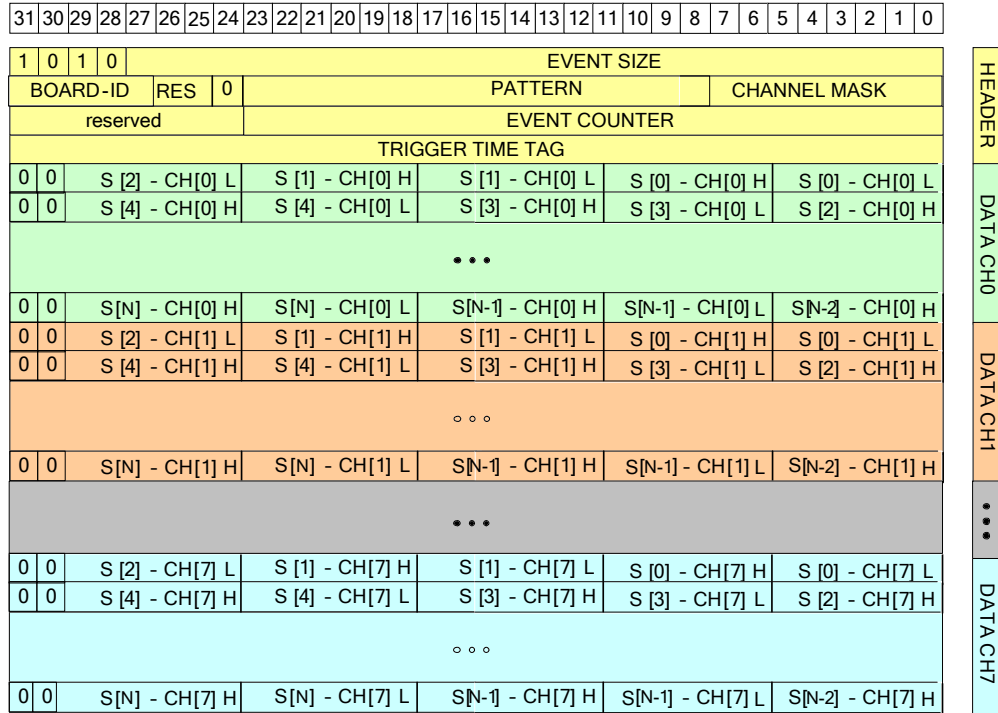 31 30 29 28 27 26 25 24 23 22 21 20 19 18 17 16 15 14 13 12 11 10 9 8 7 6 5 4 3 2 1 0
1 0 1 0 EVENT SIZE
BOARD-ID RES 0 PATTERN CHANNEL MASK
reserved EVENT COUNTER
TRIGGER TIME TAG
HEADER
0 0 S [2] - CH[0] L S [1] - CH[0] H S [1] - CH[0] L S [0] - CH[0] H S [0] - CH[0] L
0 0 S [4] - CH[0] H S [4] - CH[0] L S [3] - CH[0] H S [3] - CH[0] L S [2] - CH[0] H
0 0 S[N] - CH[0] H S[N] - CH[0] L S[N-1] - CH[0] H S[N-1] - CH[0] L S[N-2] - CH[0] H
DATA CH0
0 0 S [2] - CH[1] L S [1] - CH[1] H S [1] - CH[1] L S [0] - CH[1] H S [0] - CH[1] L
0 0 S [4] - CH[1] H S [4] - CH[1] L S [3] - CH[1] H S [3] - CH[1] L S [2] - CH[1] H
0 0 S[N] - CH[1] H S[N] - CH[1] L S[N-1] - CH[1] H S[N-1] - CH[1] L S[N-2] - CH[1] H
DATA CH1
0 0 S [2] - CH[7] L S [1] - CH[7] H S [1] - CH[7] L S [0] - CH[7] H S [0] - CH[7] L
0 0 S [4] - CH[7] H S [4] - CH[7] L S [3] - CH[7] H S [3] - CH[7] L S [2] - CH[7] H
0 0 S[N] - CH[7] H S[N] - CH[7] L S[N-1] - CH[7] H S[N-1] - CH[7] L S[N-2] - CH[7] H
DATA CH7